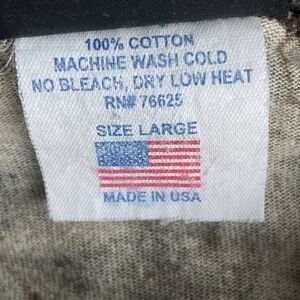 100% COTTON
MACHINE WASH COLD
NO BLEACH, DRY LOW HEAT
RN# 76625
SIZE LARGE
MADE IN USA